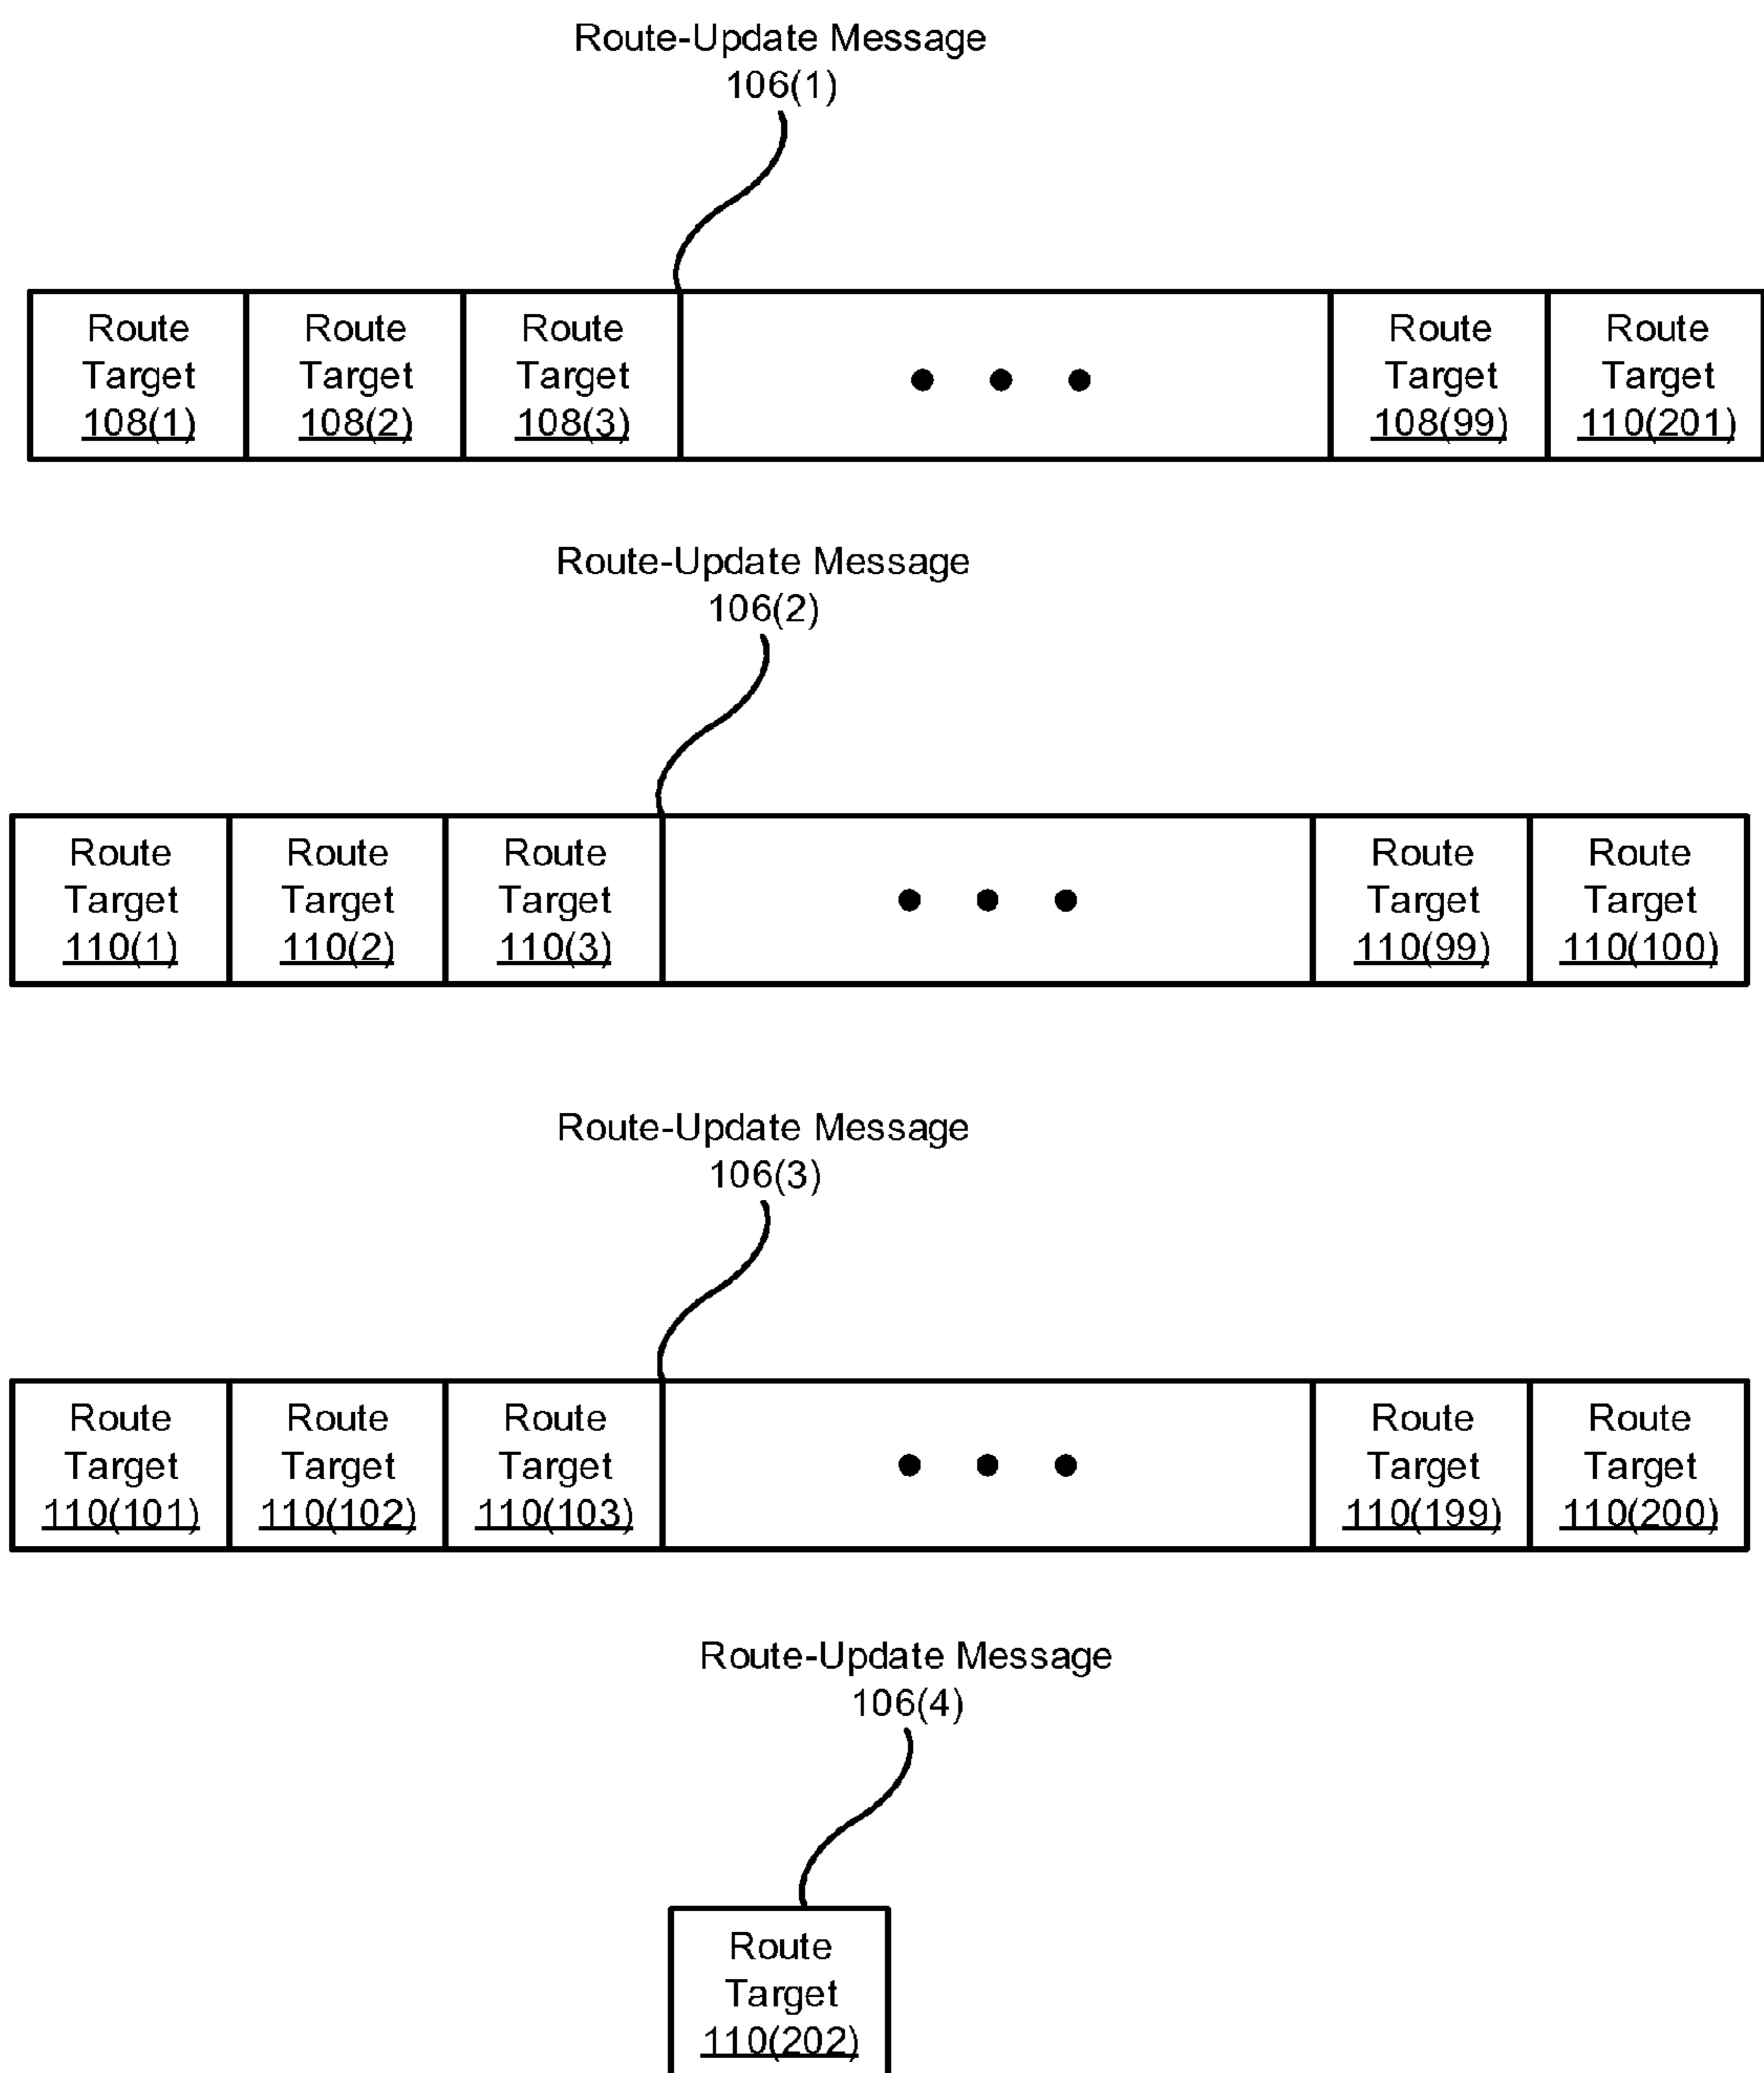 Route-Update Message
106(1)
Route Target 108(1)
Route Target 108(2)
Route Target 108(3)
Route Target 108(99)
Route Target 110(201)
Route-Update Message
106(2)
Route Target 110(1)
Route Target 110(2)
Route Target 110(3)
Route Target 110(99)
Route Target 110(100)
Route-Update Message
106(3)
Route Target 110(101)
Route Target 110(102)
Route Target 110(103)
Route Target 110(199)
Route Target 110(200)
Route-Update Message
106(4)
Route Target 110(202)